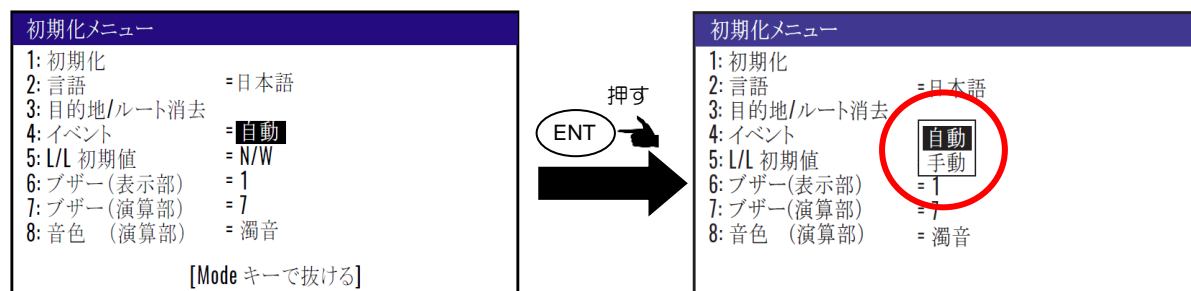 初期化メニュー
1: 初期化
2: 言語 =日本語
3: 目的地/ルート消去
4: イベント =自動
5: L/L 初期値 = N/W
6: ブザー(表示部) = 1
7: ブザー(演算部) = 7
8: 音色 (演算部) = 濁音
[Mode キーで抜ける]
押す
ENT
初期化メニュー
1: 初期化
2: 言語 =日本語
3: 目的地/ルート消去
4: イベント 自動
手動
5: L/L 初期値
6: ブザー(表示部) = 1
7: ブザー(演算部) = 7
8: 音色 (演算部) = 濁音